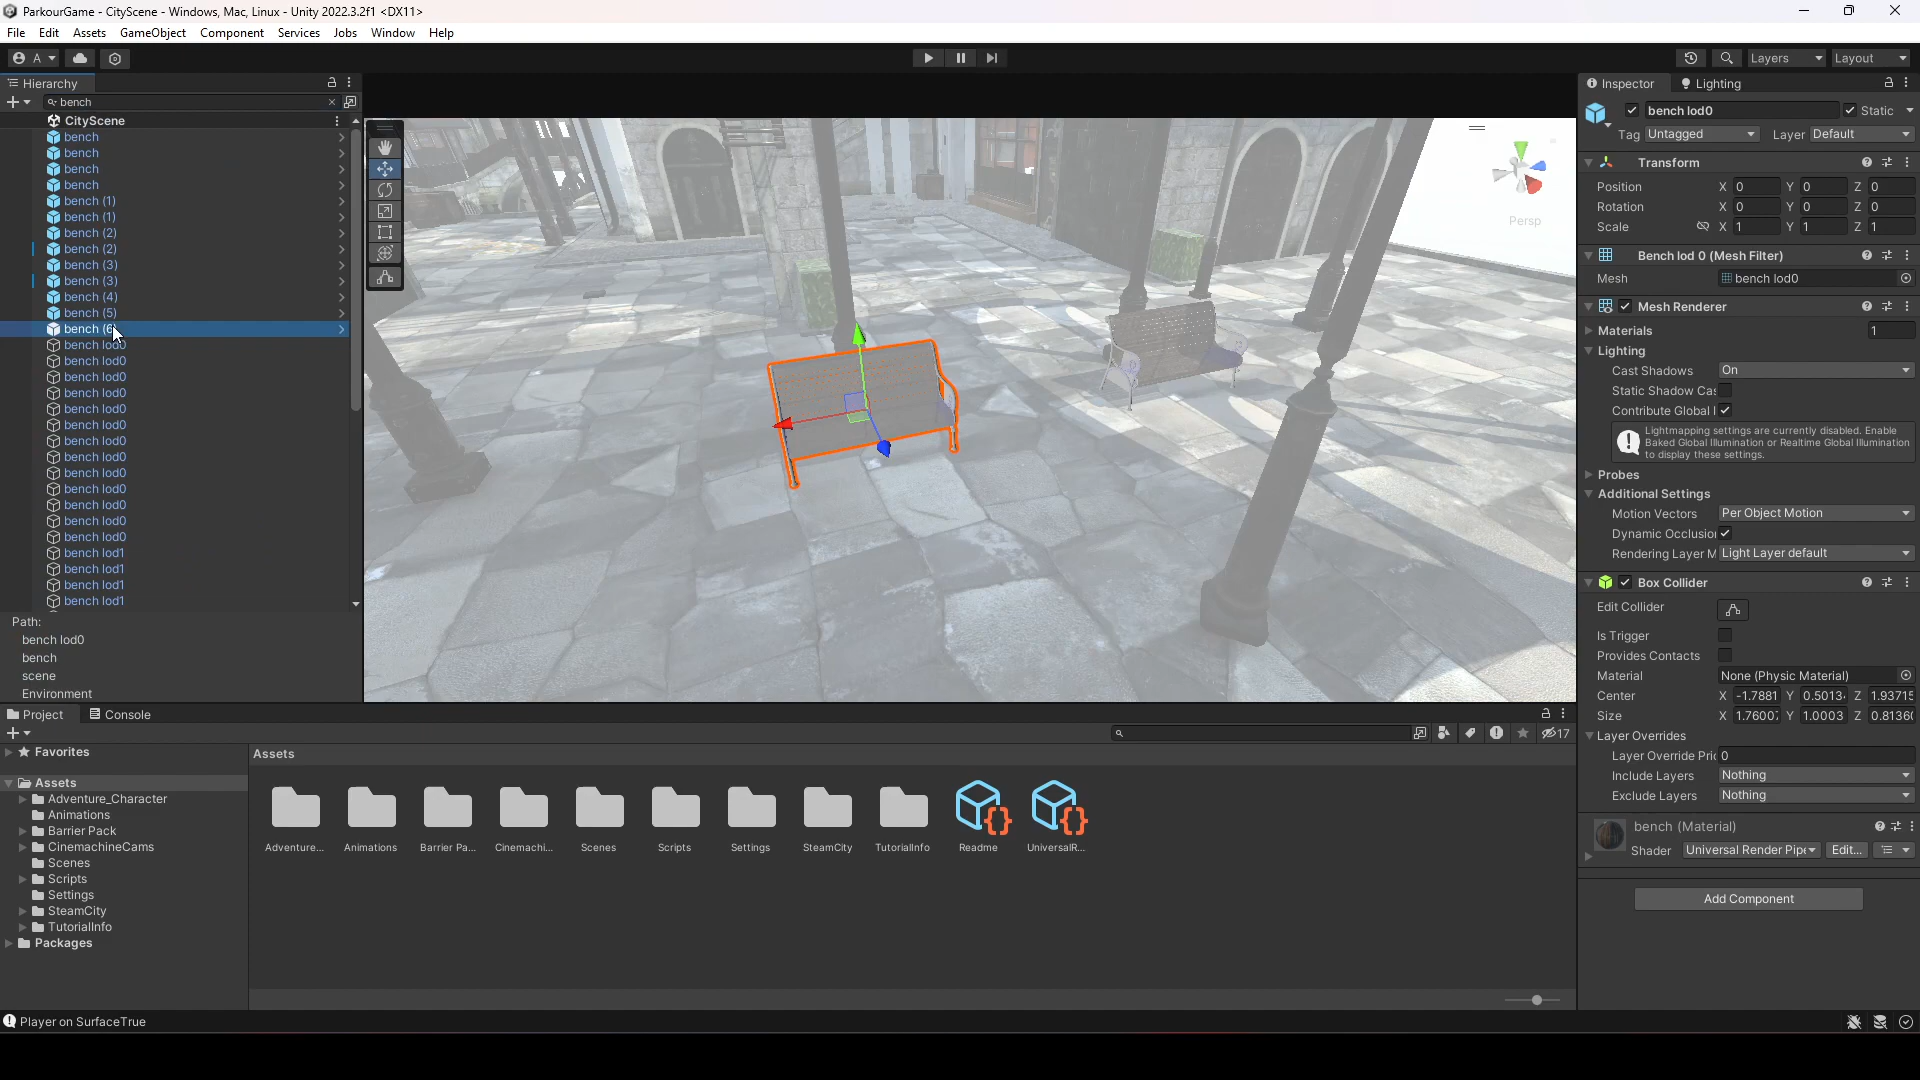 ParkourGame - CityScene - Windows, Mac, Linux - Unity 2022.3.2f1 <DX11>
File Edit Assets GameObject Component Services Jobs Window Help
A Layers Layout
Hierarchy
bench
CityScene
bench
bench
bench
bench
bench (1)
bench (1)
bench (2)
bench (2)
bench (3)
bench (3)
bench (4)
bench (5)
bench (6)
bench lod0
bench lod0
bench lod0
bench lod0
bench lod0
bench lod0
bench lod0
bench lod0
bench lod0
bench lod0
bench lod0
bench lod0
bench lod0
bench lod1
bench lod1
bench lod1
bench lod1
Path:
bench lod0
bench
scene
Environment
Persp
Inspector Lighting
bench lod0 Static
Tag Untagged Layer Default
Transform
Position X 0 Y 0 Z 0
Rotation X 0 Y 0 Z 0
Scale X 1 Y 1 Z 1
Bench lod 0 (Mesh Filter)
Mesh bench lod0
Mesh Renderer
Materials 1
Lighting
Cast Shadows On
Static Shadow Cas
Contribute Global I
Lightmapping settings are currently disabled. Enable
Baked Global Illumination or Realtime Global Illumination
to display these settings.
Probes
Additional Settings
Motion Vectors Per Object Motion
Dynamic Occlusion
Rendering Layer M Light Layer default
Box Collider
Edit Collider
Is Trigger
Provides Contacts
Material None (Physic Material)
Center X -1.7881 Y 0.5013 Z 1.93715
Size X 1.76007 Y 1.0003 Z 0.81360
Layer Overrides
Layer Override Pric 0
Include Layers Nothing
Exclude Layers Nothing
bench (Material)
Shader Universal Render Pipe Edit...
Add Component
Project Console
17
Favorites
Assets
Adventure_Character
Animations
Barrier Pack
CinemachineCams
Scenes
Scripts
Settings
SteamCity
TutorialInfo
Packages
Assets
Adventure... Animations Barrier Pa... Cinemachi... Scenes Scripts Settings SteamCity TutorialInfo Readme UniversalR...
Player on SurfaceTrue